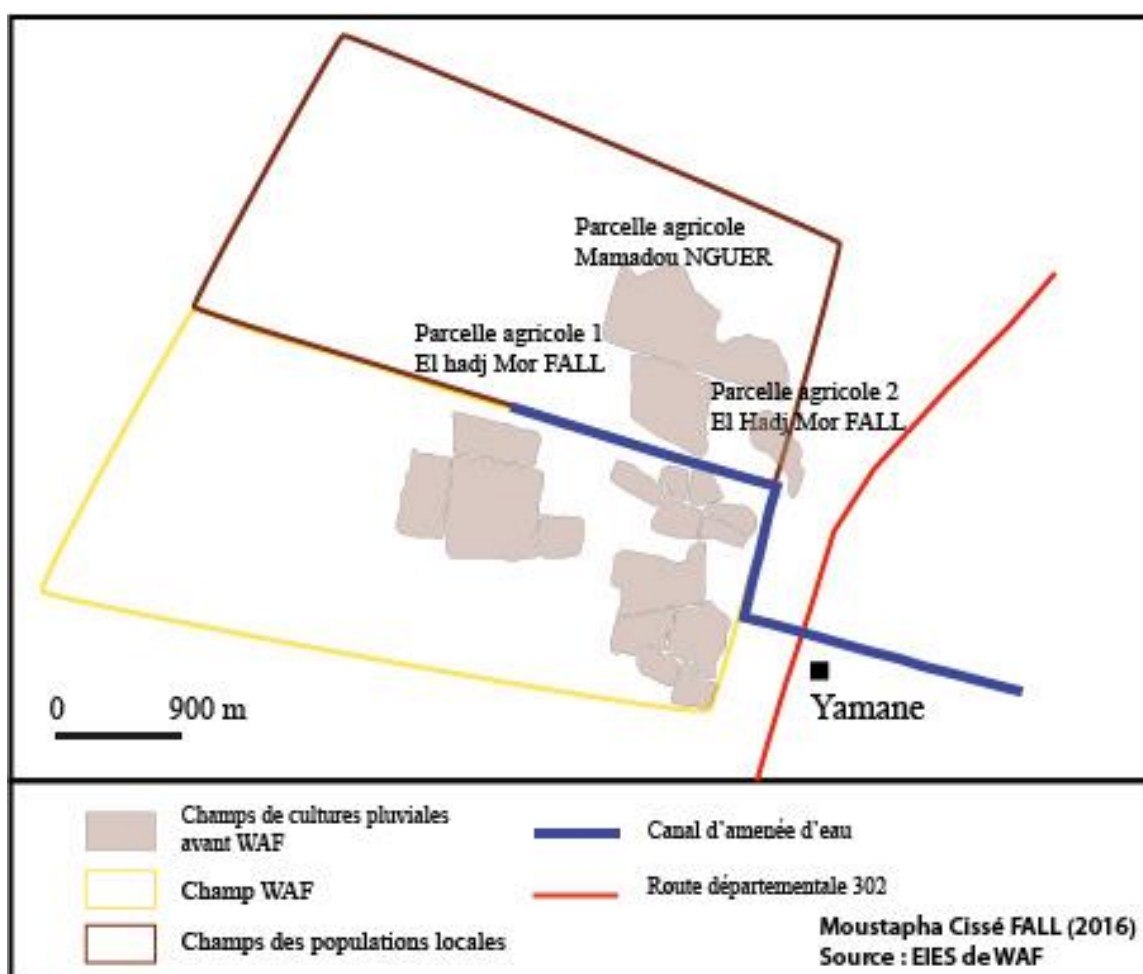 Parcelle agricole
Mamadou NGUER
Parcelle agricole 1
El hadj Mor FALL
Parcelle agricole 2
El Hadj Mor FALL
0 900 m
Yamane
Champs de cultures pluviales
avant WAF
Canal d'amenée d'eau
Champ WAF
Route départementale 302
Champs des populations locales
Moustapha Cissé FALL (2016)
Source : EIES de WAF